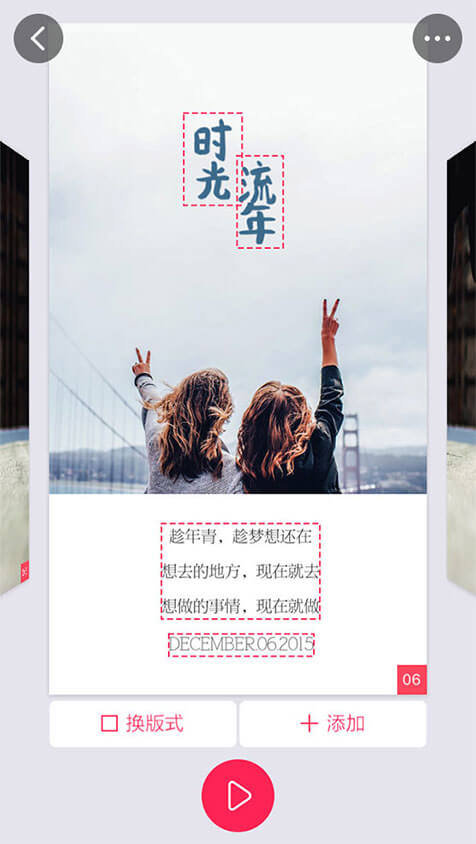 时光
流年
趁年青，趁梦想还在
想去的地方，现在就去
想做的事情，现在就做
DECEMBER.06.2015
06
换版式
添加